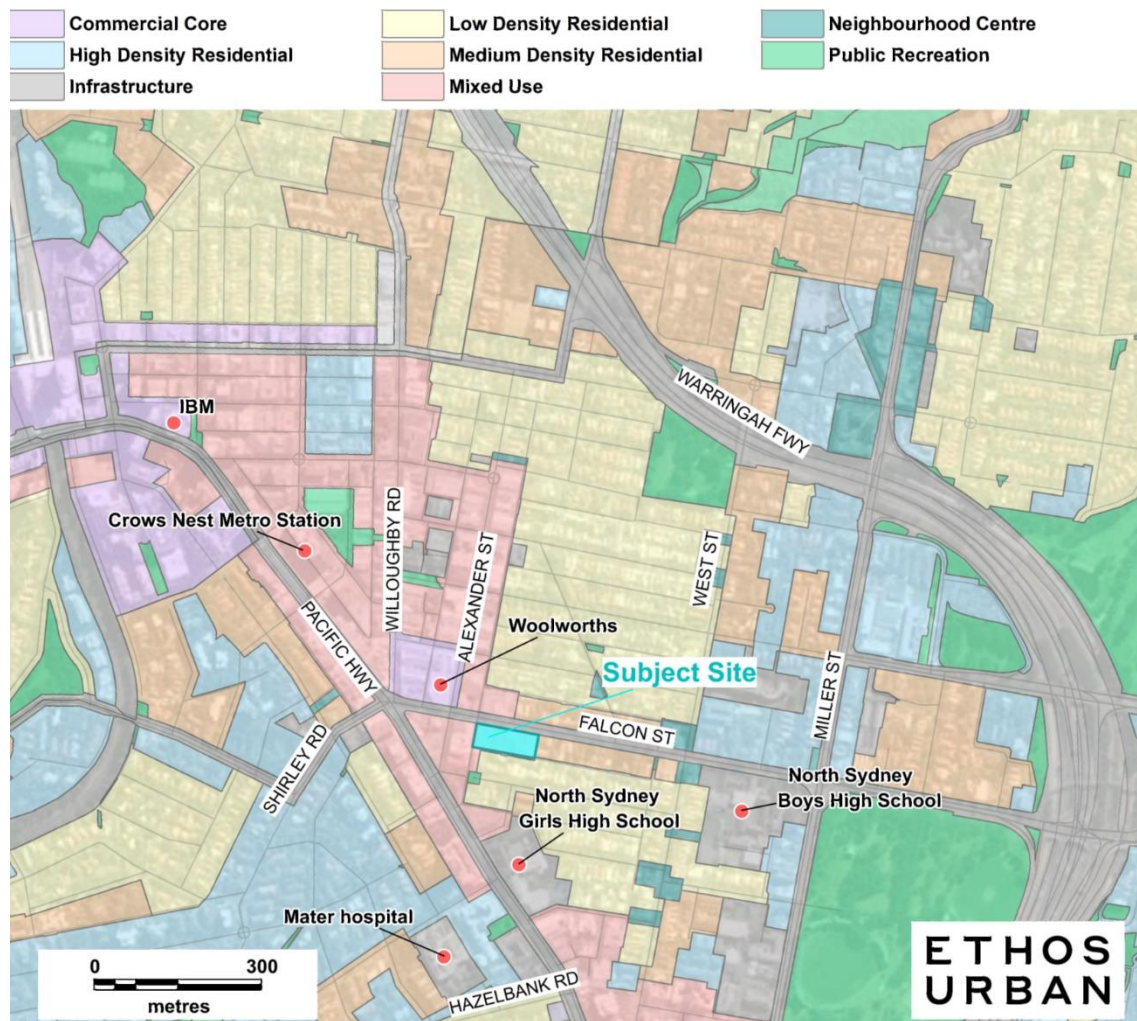 Commercial Core
High Density Residential
Infrastructure
Low Density Residential
Medium Density Residential
Mixed Use
Neighbourhood Centre
Public Recreation
WARRINGAH FWY
IBM
Crows Nest Metro Station
WILLOUGHBY RD
ALEXANDER ST
WEST ST
PACIFIC HWY
Woolworths
Subject Site
MILLER ST
FALCON ST
SHIRLEY RD
North Sydney
Boys High School
North Sydney
Girls High School
Mater hospital
HAZELBANK RD
0 300
metres
ETHOS
URBAN